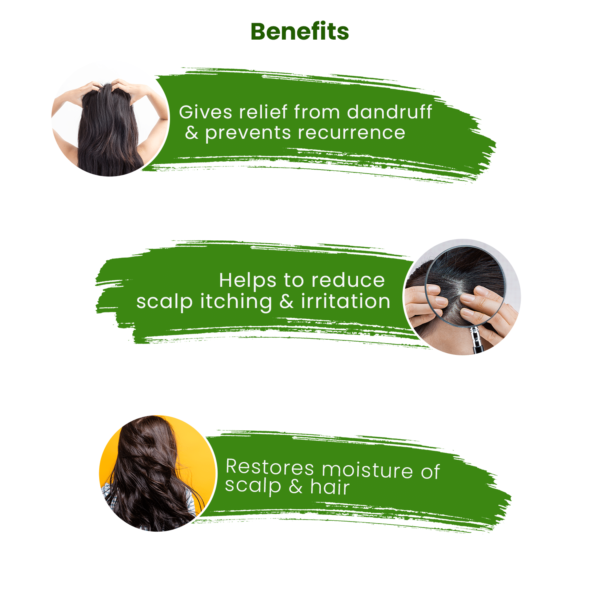 Benefits
Gives relief from dandruff
& prevents recurrence
Helps to reduce
scalp itching & irritation
Restores moisture of
scalp & hair